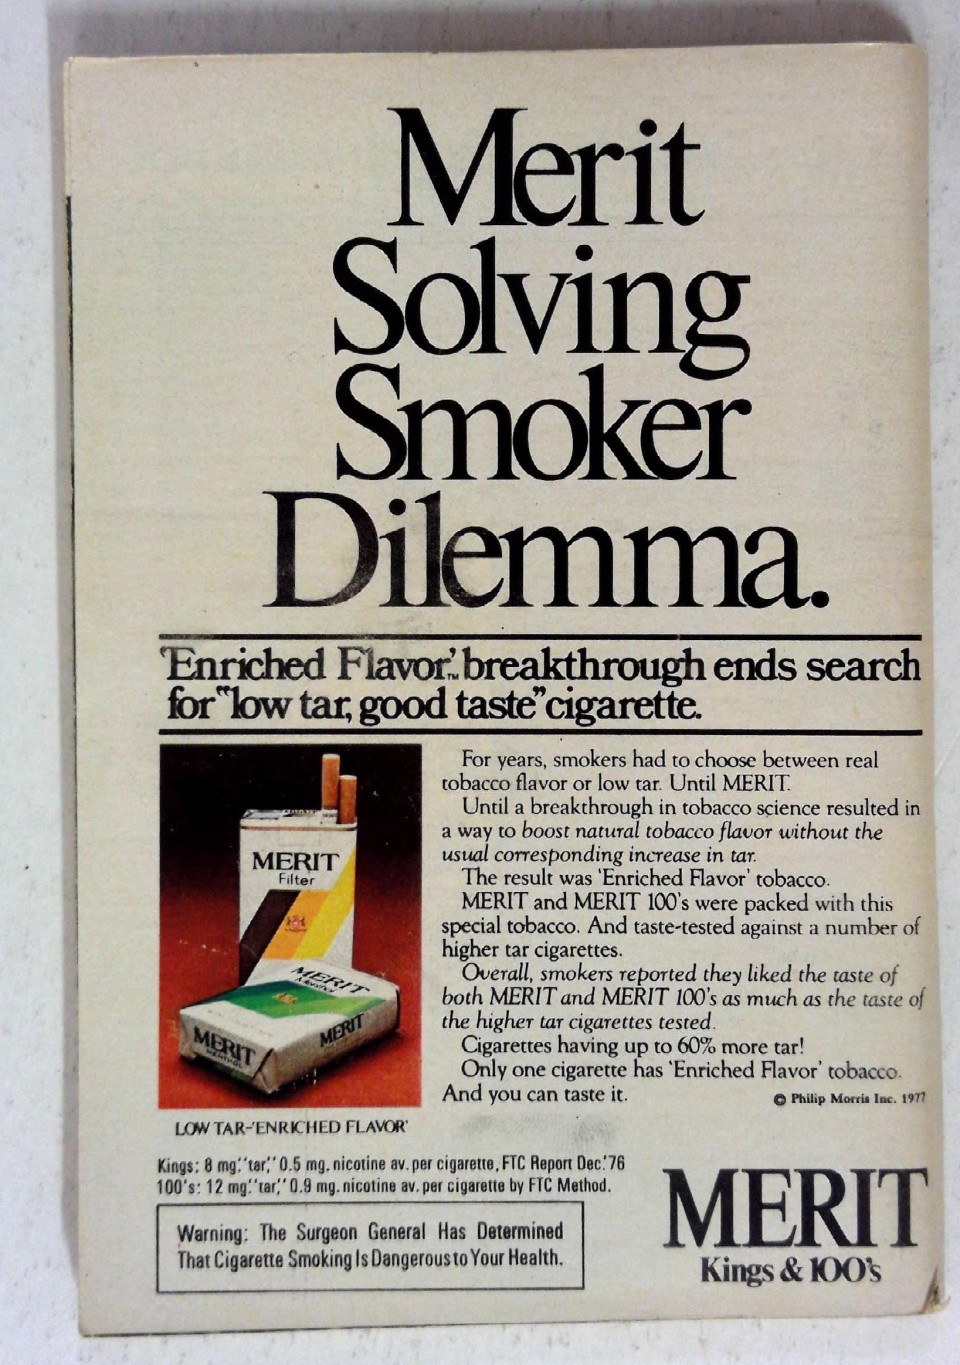 Merit
Solving
Smoker
Dilemma.
'Enriched Flavor,'™ breakthrough ends search
for "low tar, good taste" cigarette.
MERIT
Filter
MERIT
Menthol
MERIT
MENTHOL
MERIT
LOW TAR-'ENRICHED FLAVOR'
For years, smokers had to choose between real
tobacco flavor or low tar. Until MERIT.
Until a breakthrough in tobacco science resulted in
a way to boost natural tobacco flavor without the
usual corresponding increase in tar.
The result was 'Enriched Flavor' tobacco.
MERIT and MERIT 100's were packed with this
special tobacco. And taste-tested against a number of
higher tar cigarettes.
Overall, smokers reported they liked the taste of
both MERIT and MERIT 100's as much as the taste of
the higher tar cigarettes tested.
Cigarettes having up to 60% more tar!
Only one cigarette has 'Enriched Flavor' tobacco.
And you can taste it.
© Philip Morris Inc. 1977
Kings: 8 mg "tar," 0.5 mg. nicotine av. per cigarette, FTC Report Dec.'76
100's: 12 mg "tar," 0.9 mg. nicotine av. per cigarette by FTC Method.
Warning: The Surgeon General Has Determined
That Cigarette Smoking Is Dangerous to Your Health.
MERIT
Kings & 100's